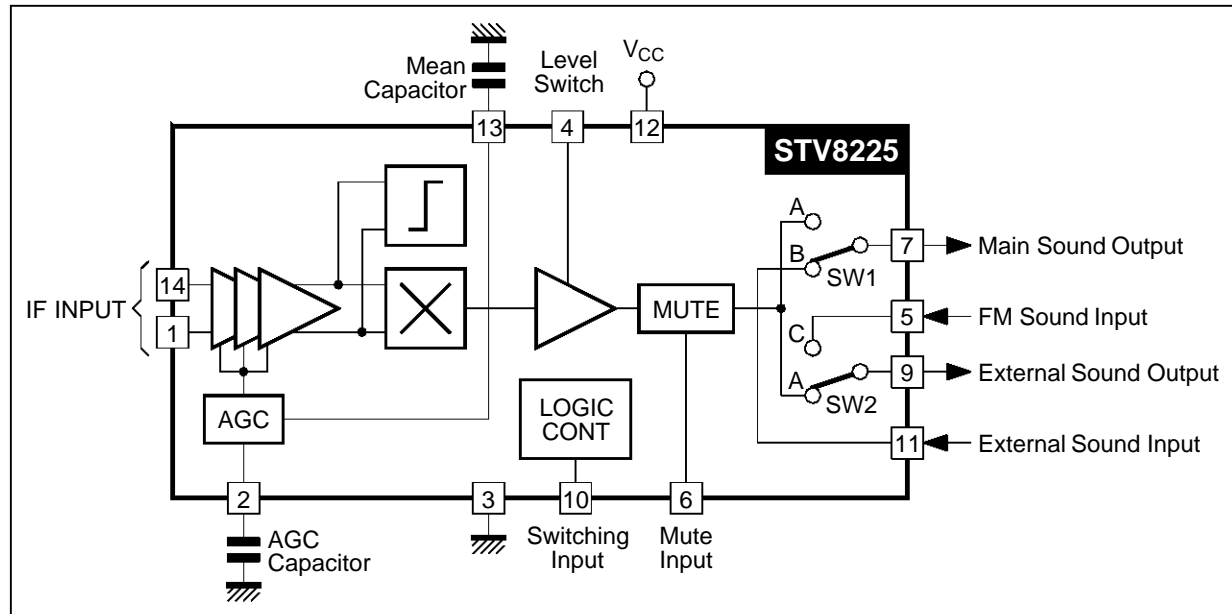 Mean
Capacitor
Level
Switch
VCC
13
4
12
STV8225
A
B
SW1
7
Main Sound Output
14
IF INPUT
1
MUTE
5
FM Sound Input
C
A
SW2
9
External Sound Output
AGC
LOGIC
CONT
11
External Sound Input
2
3
10
6
AGC
Capacitor
Switching
Input
Mute
Input